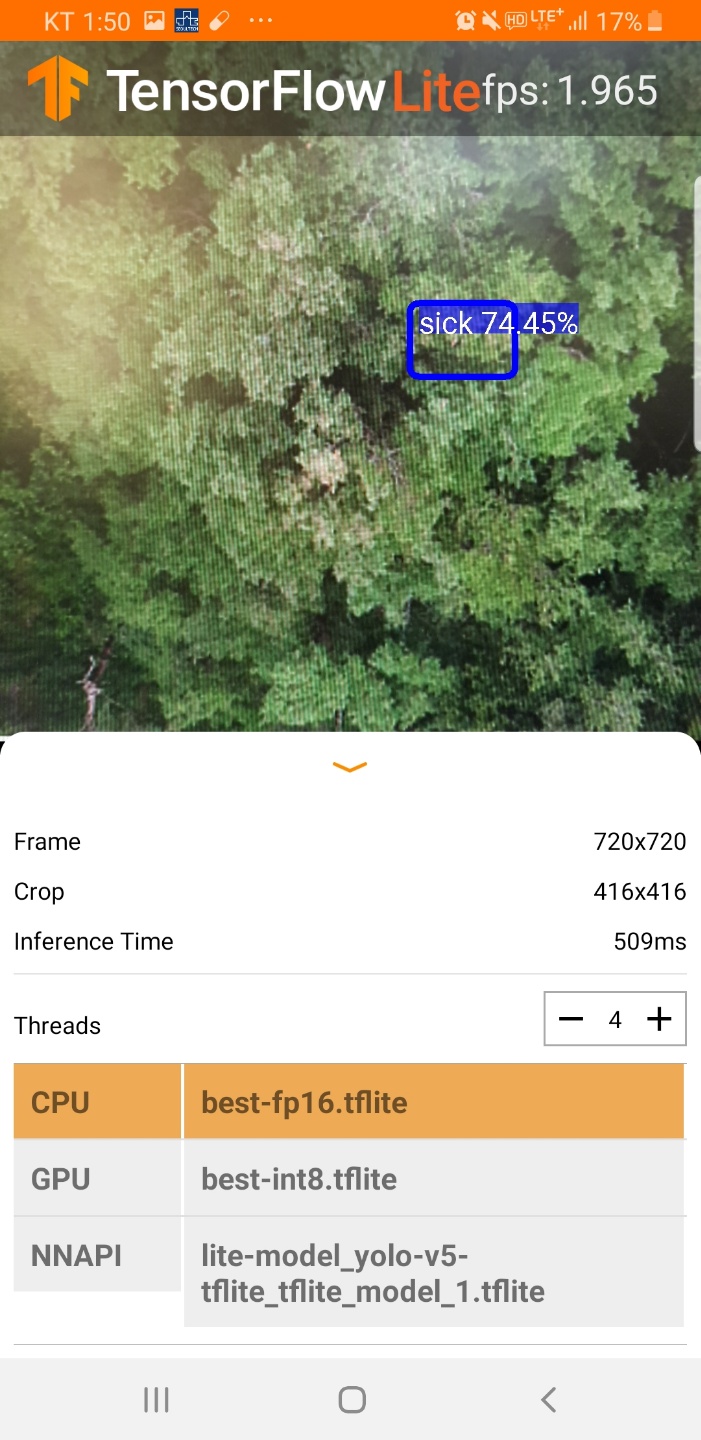 KT 1:50 HD LTE+ 17%
TensorFlow Lite fps: 1.965
sick 74.45%
Frame 720x720
Crop 416x416
Inference Time 509ms
Threads 4
CPU best-fp16.tflite
GPU best-int8.tflite
NNAPI lite-model_yolo-v5-
tflite_tflite_model_1.tflite